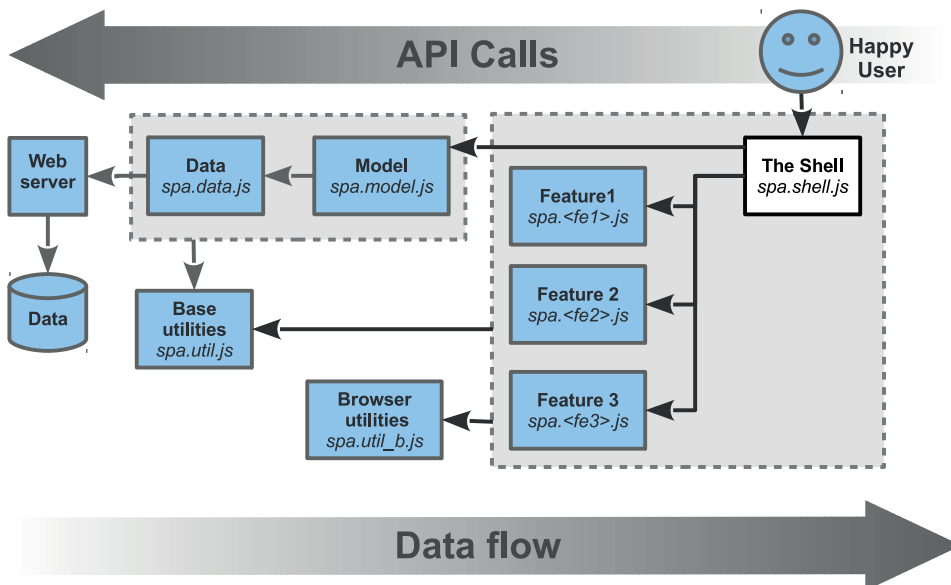 API Calls
Happy
User
Web
server
Data
spa.data.js
Model
spa.model.js
The Shell
spa.shell.js
Feature1
spa.<fe1>.js
Data
Base
utilities
spa.util.js
Feature 2
spa.<fe2>.js
Browser
utilities
spa.util_b.js
Feature 3
spa.<fe3>.js
Data flow